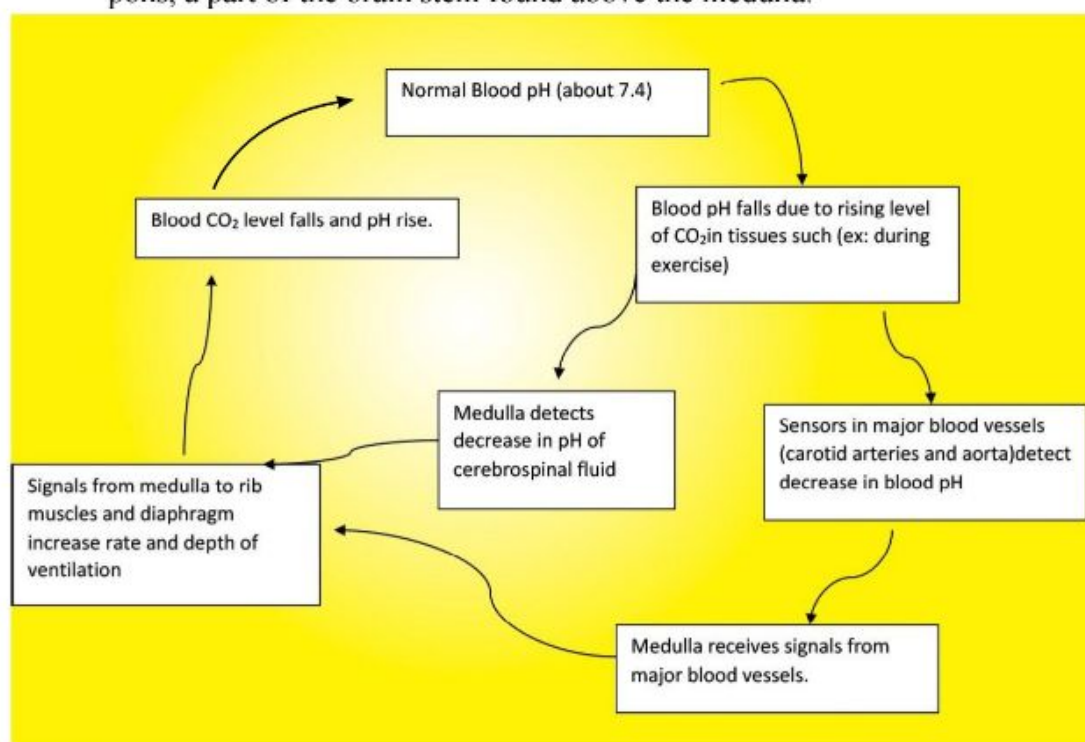 pons, a part of the brain stem found above the medulla.
Normal Blood pH (about 7.4)
Blood pH falls due to rising level
of CO₂in tissues such (ex: during
exercise)
Blood CO₂ level falls and pH rise.
Medulla detects
decrease in pH of
cerebrospinal fluid
Sensors in major blood vessels
(carotid arteries and aorta)detect
decrease in blood pH
Signals from medulla to rib
muscles and diaphragm
increase rate and depth of
ventilation
Medulla receives signals from
major blood vessels.